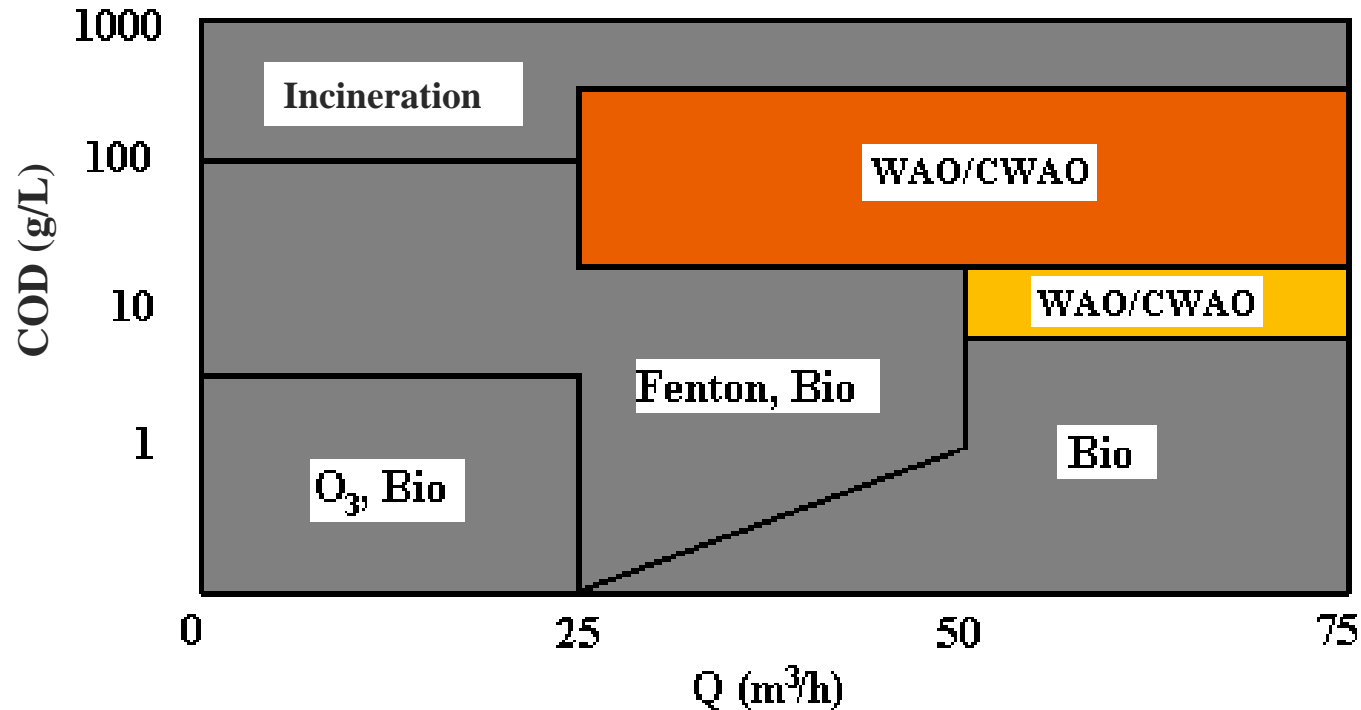 1000
Incineration
100
WAO/CWAO
COD (g/L)
10
WAO/CWAO
Fenton, Bio
1
Bio
O₃, Bio
0
25
50
75
Q (m³/h)